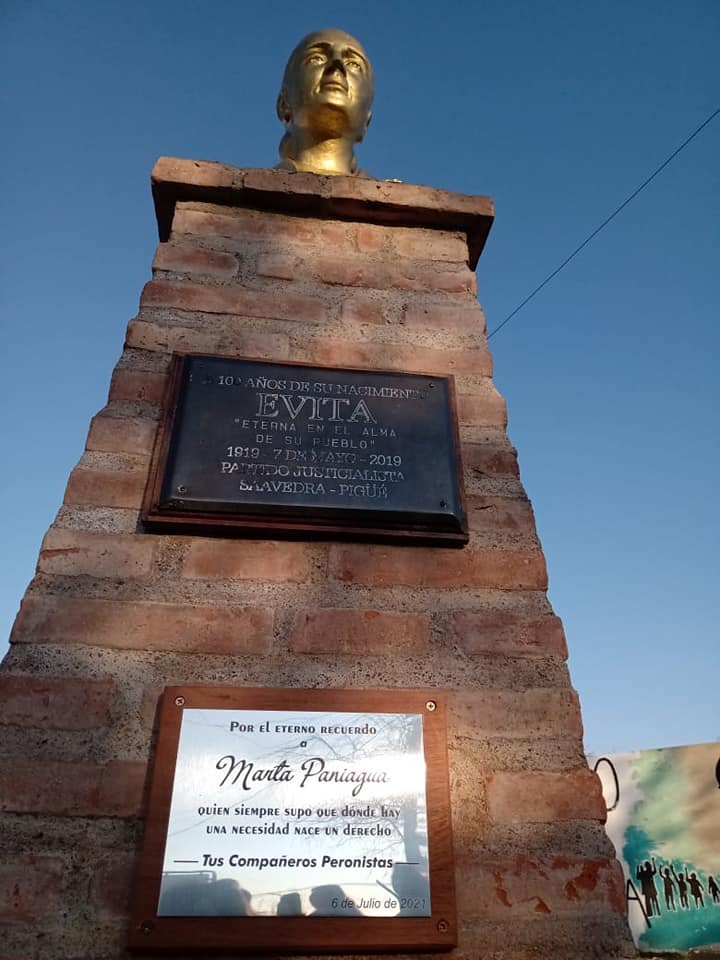 100 AÑOS DE SU NACIMIENTO
EVITA
"ETERNA EN EL ALMA
DE SU PUEBLO"
1919 - 7 DE MAYO - 2019
PARTIDO JUSTICIALISTA
SAAVEDRA - PIGÜÉ
Por el eterno recuerdo
a
Marta Paniagua
quien siempre supo que dónde hay
una necesidad nace un derecho
Tus Compañeros Peronistas
6 de Julio de 2021